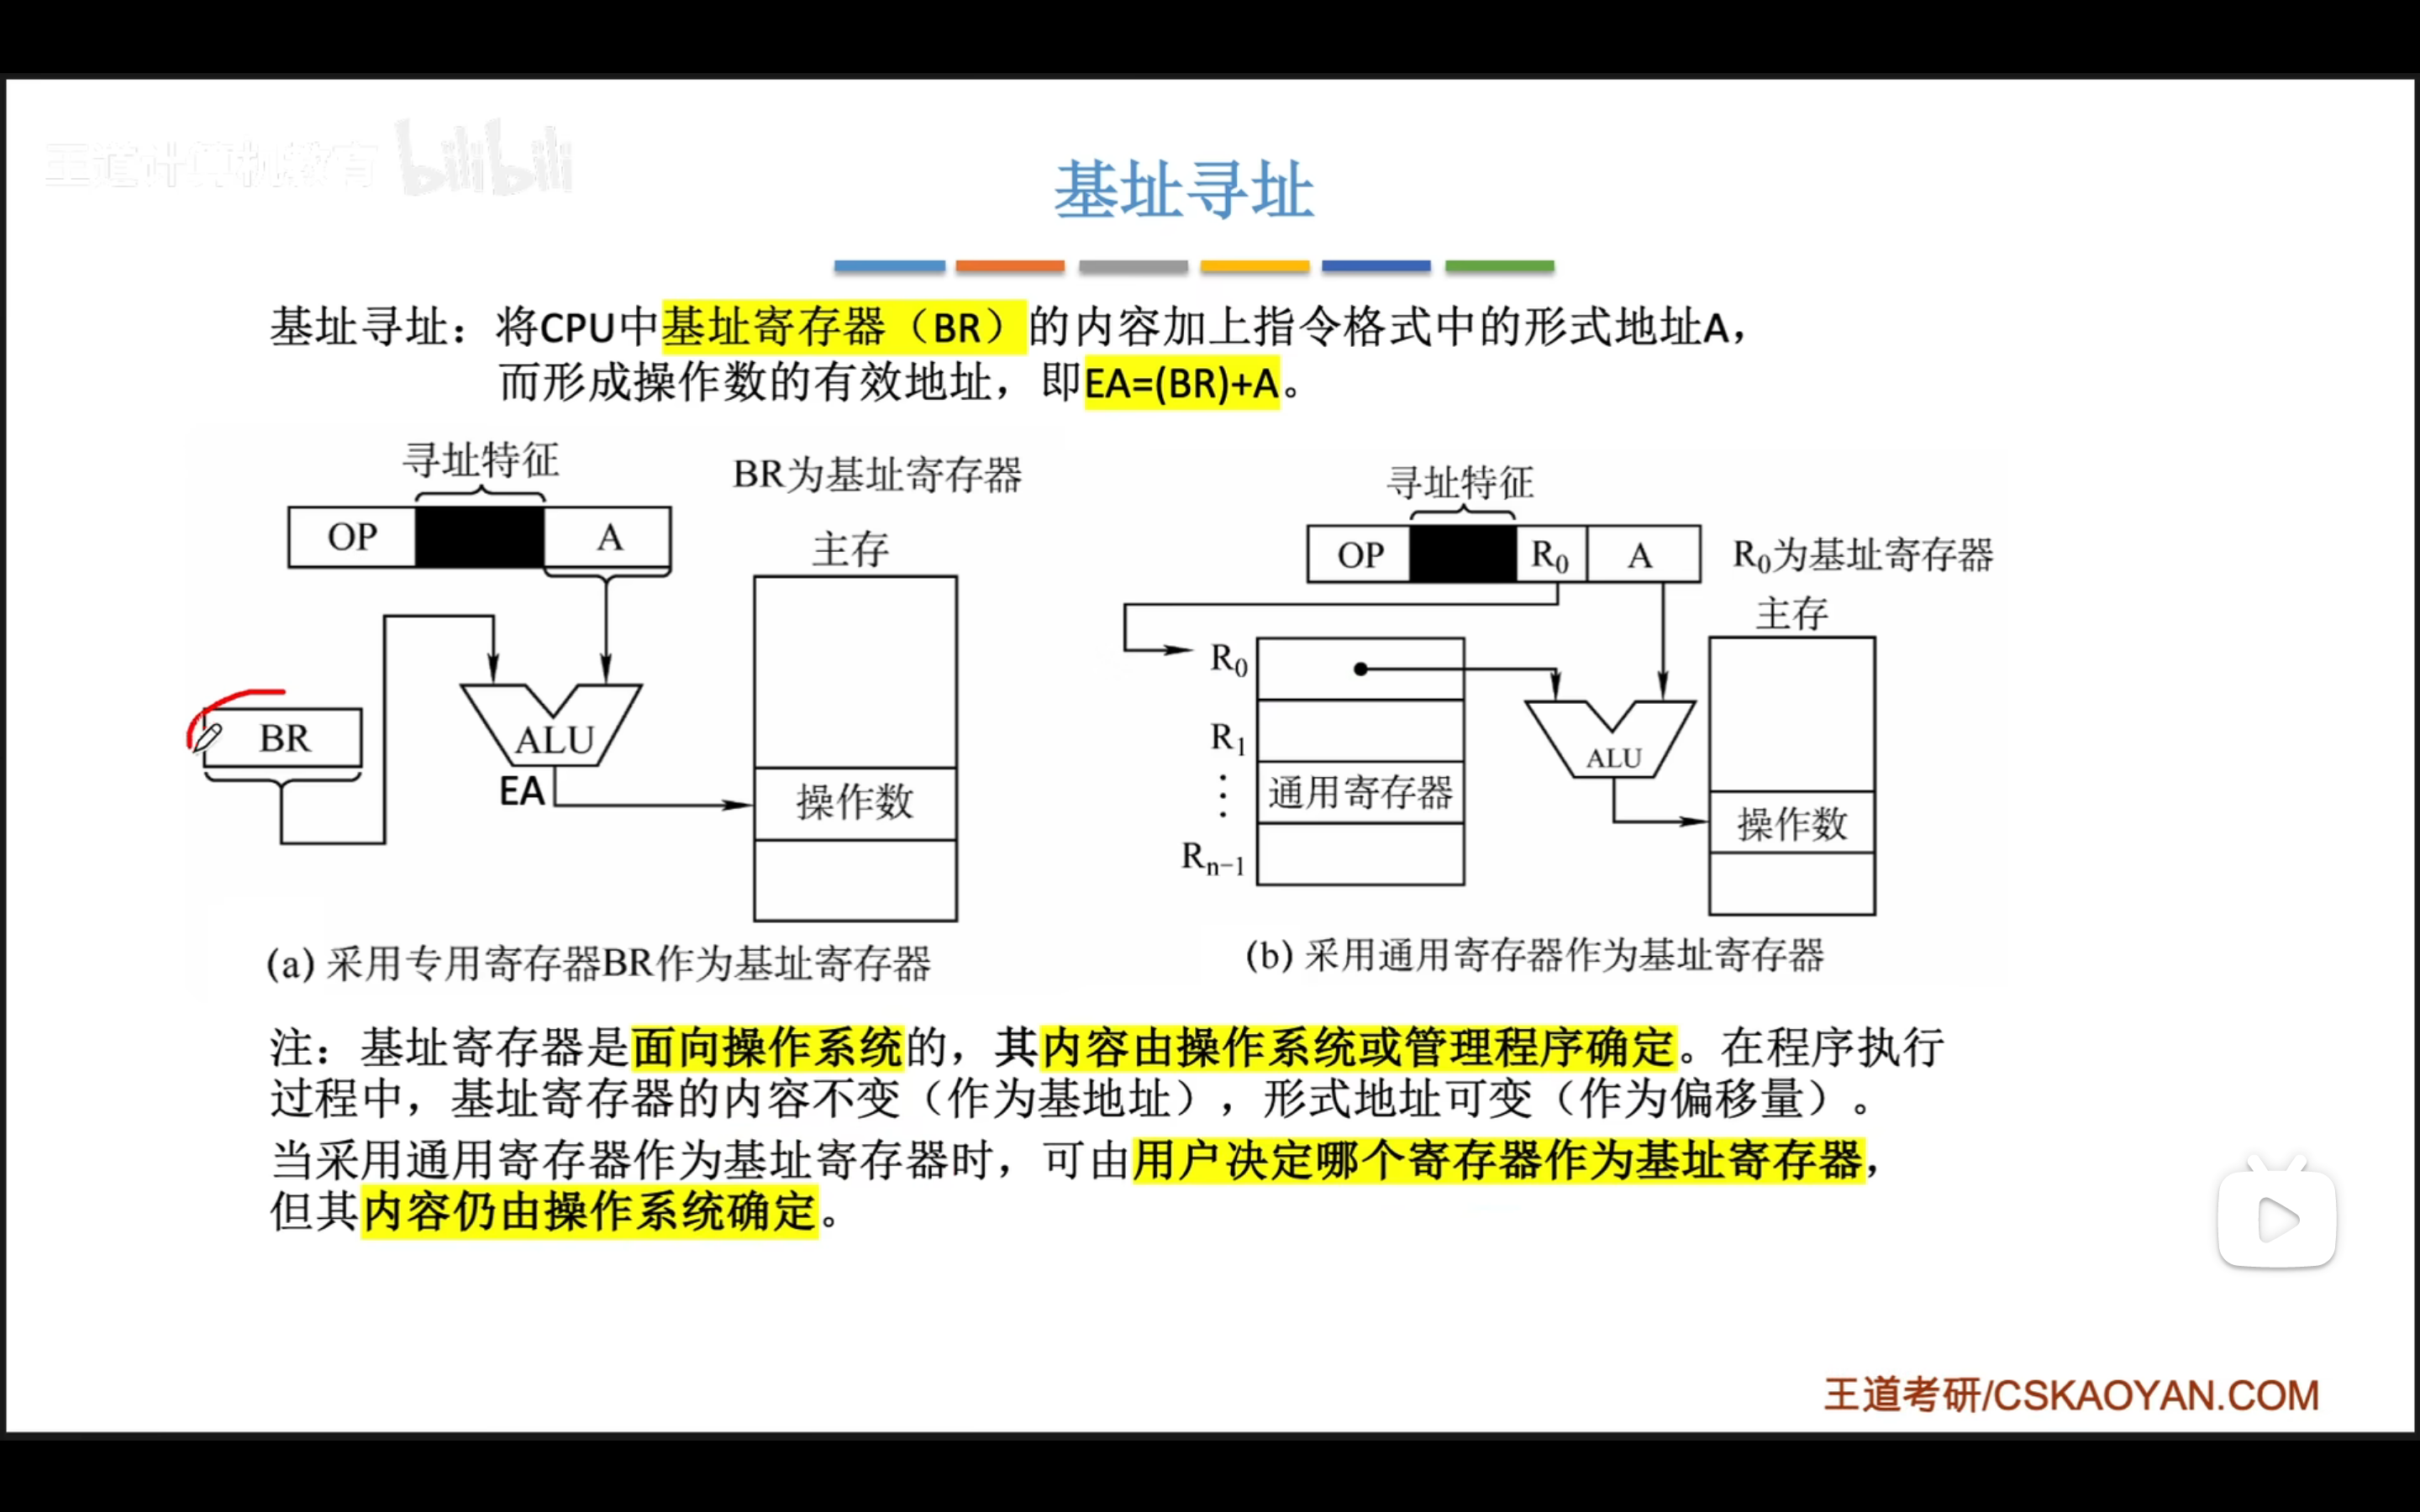 王道计算机教育 bilibili
基址寻址
基址寻址：将CPU中基址寄存器（BR）的内容加上指令格式中的形式地址A，
而形成操作数的有效地址，即EA=(BR)+A。
寻址特征
BR为基址寄存器
OP
A
主存
BR
ALU
EA
操作数
(a) 采用专用寄存器BR作为基址寄存器
寻址特征
OP
R0
A
R0为基址寄存器
主存
R0
R1
⋮
通用寄存器
Rn−1
ALU
操作数
(b) 采用通用寄存器作为基址寄存器
注：基址寄存器是面向操作系统的，其内容由操作系统或管理程序确定。在程序执行
过程中，基址寄存器的内容不变（作为基地址），形式地址可变（作为偏移量）。
当采用通用寄存器作为基址寄存器时，可由用户决定哪个寄存器作为基址寄存器，
但其内容仍由操作系统确定。
王道考研/CSKAOYAN.COM